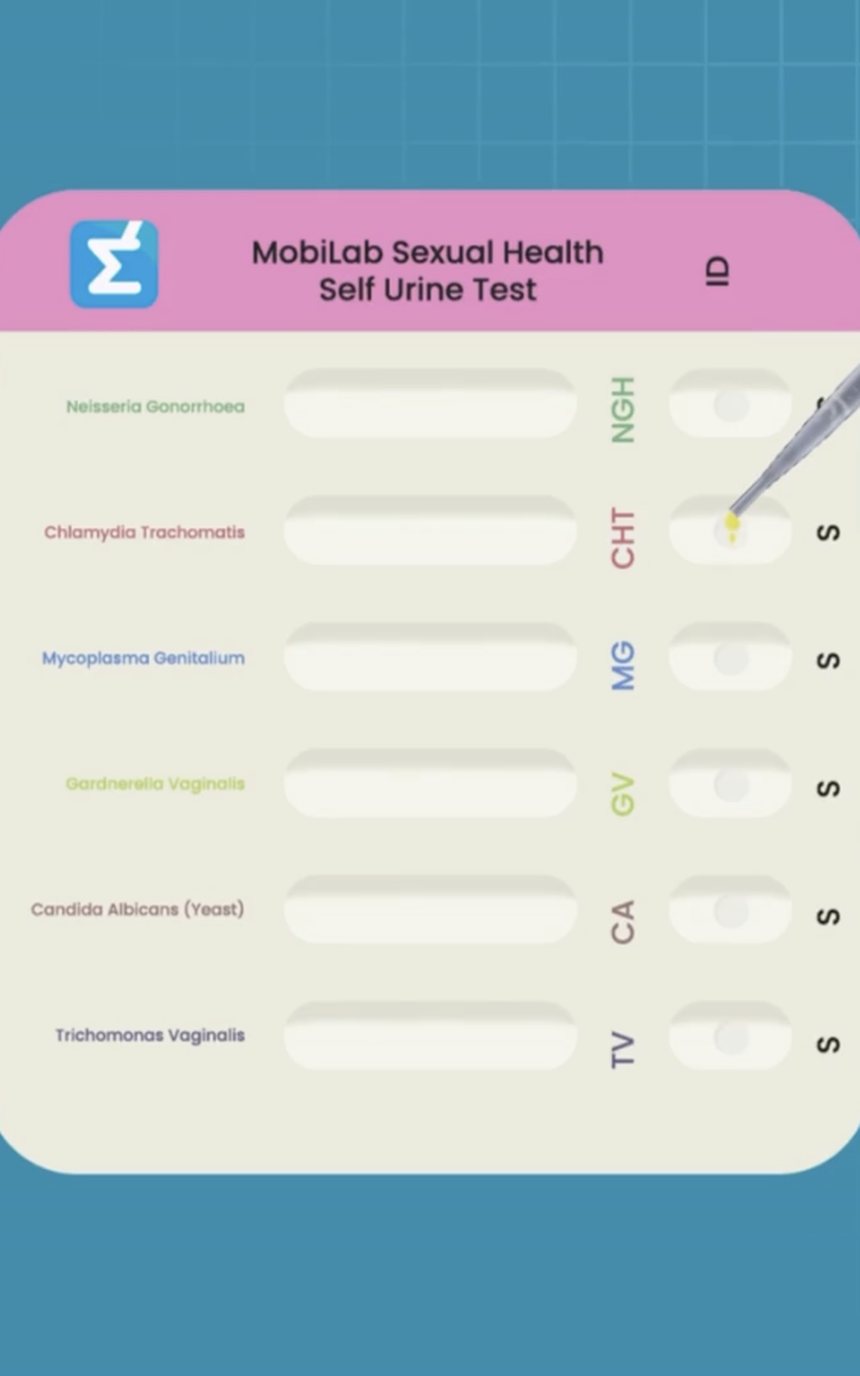 MobiLab Sexual Health
Self Urine Test
ID
Neisseria Gonorrhoea
NGH
Chlamydia Trachomatis
CHT
S
Mycoplasma Genitalium
MG
S
Gardnerella Vaginalis
GV
S
Candida Albicans (Yeast)
CA
S
Trichomonas Vaginalis
TV
S